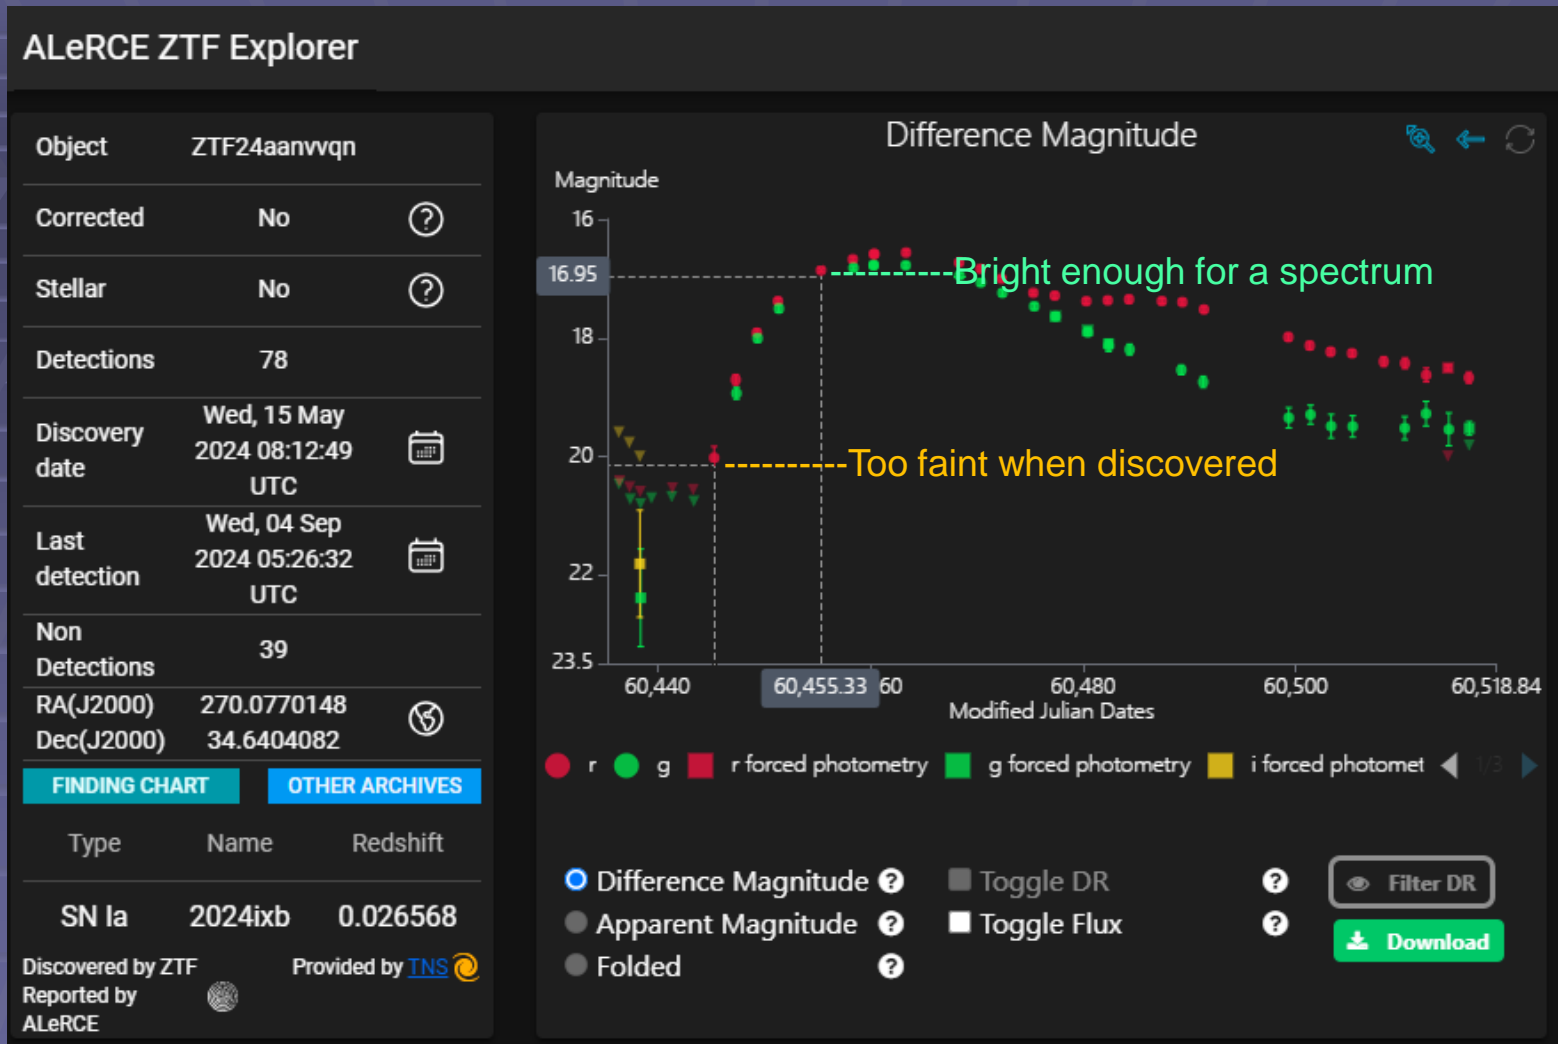 ALeRCE ZTF Explorer
Object ZTF24aanvvqn
Corrected No ?
Stellar No ?
Detections 78
Discovery date
Wed, 15 May
2024 08:12:49
UTC
Last detection
Wed, 04 Sep
2024 05:26:32
UTC
Non Detections
39
RA(J2000) 270.0770148
Dec(J2000) 34.6404082
FINDING CHART OTHER ARCHIVES
Type Name Redshift
SN Ia 2024ixb 0.026568
Discovered by ZTF
Reported by
ALeRCE
Provided by TNS
Difference Magnitude
Magnitude
16
16.95
18
20
22
23.5
Bright enough for a spectrum
Too faint when discovered
60,440 60,455.33 60 60,480 60,500 60,518.84
Modified Julian Dates
r g r forced photometry g forced photometry i forced photomet 1/3
Difference Magnitude ? Toggle DR ? Filter DR
Apparent Magnitude ? Toggle Flux ? Download
Folded ?